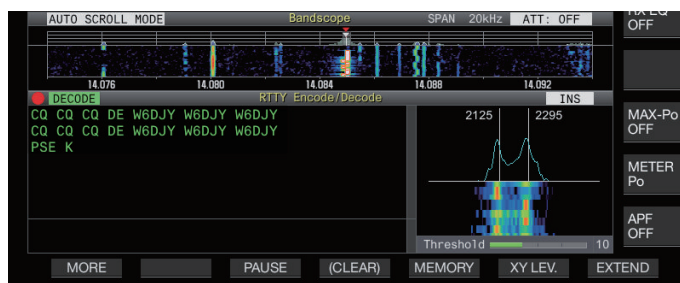 AUTO SCROLL MODE Bandscope SPAN 20kHz ATT: OFF
OFF
14.076 14.080 14.084 14.088 14.092
DECODE RTTY Encode/Decode INS
CQ CQ CQ DE W6DJY W6DJY W6DJY
CQ CQ CQ DE W6DJY W6DJY W6DJY
PSE K
2125 2295
MAX-Po
OFF
METER
Po
APF
OFF
Threshold 10
MORE PAUSE (CLEAR) MEMORY XY LEV. EXTEND